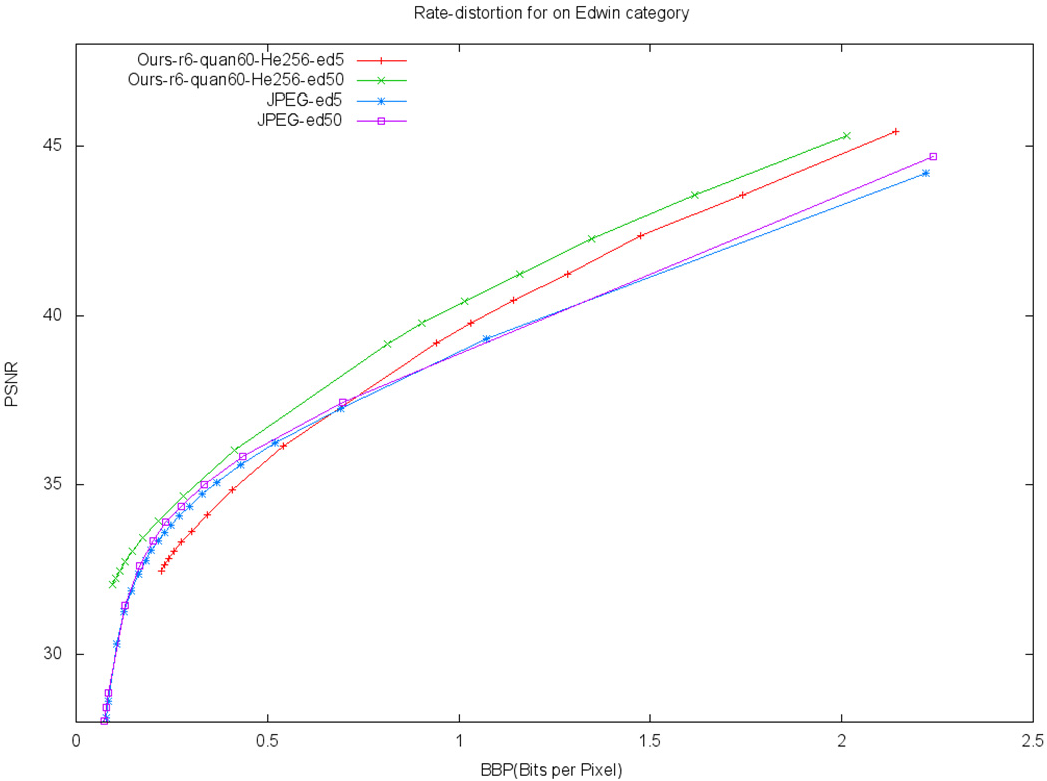 Rate-distortion for on Edwin category
Ours-r6-quan60-He256-ed5
Ours-r6-quan60-He256-ed50
JPEG-ed5
JPEG-ed50
45
40
35
30
PSNR
0 0.5 1 1.5 2 2.5
BBP(Bits per Pixel)